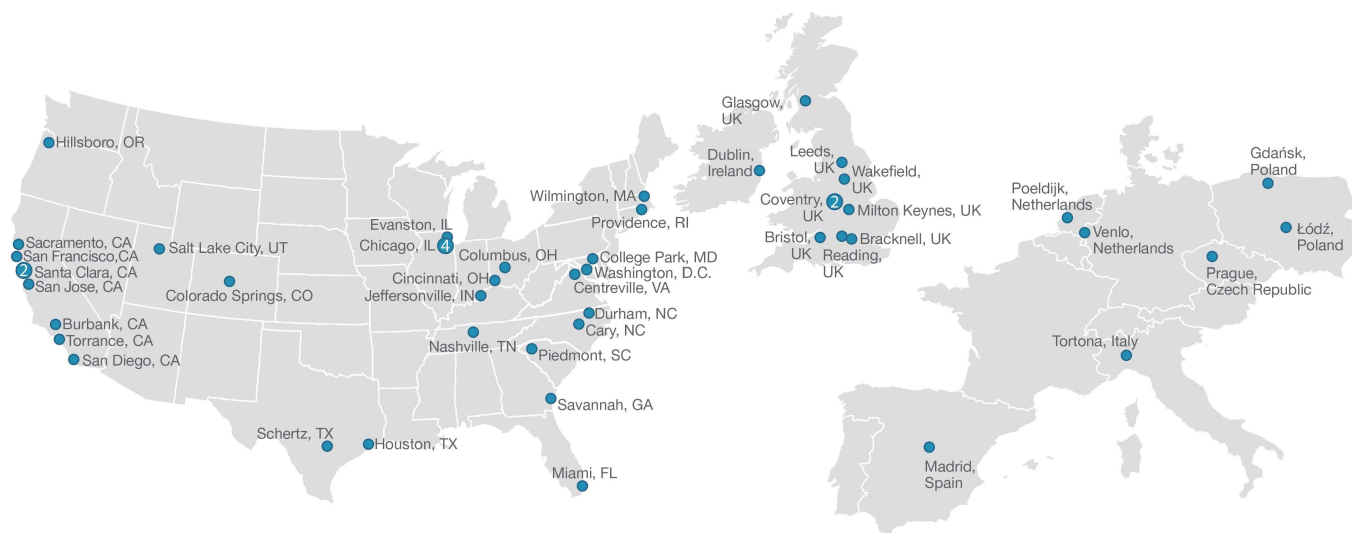 Hillsboro, OR
Sacramento, CA
San Francisco,CA
2
Santa Clara, CA
San Jose, CA
Burbank, CA
Torrance, CA
San Diego, CA
Salt Lake City, UT
Colorado Springs, CO
Schertz, TX
Houston, TX
Evanston, IL
Chicago, IL
4
Columbus, OH
Cincinnati, OH
Jeffersonville, IN
Nashville, TN
Wilmington, MA
Providence, RI
College Park, MD
Washington, D.C.
Centreville, VA
Durham, NC
Cary, NC
Piedmont, SC
Savannah, GA
Miami, FL
Glasgow,
UK
Dublin,
Ireland
Leeds,
UK
Wakefield,
UK
Coventry,
UK
2
Milton Keynes, UK
Bristol,
UK
Reading,
UK
Bracknell, UK
Poeldijk,
Netherlands
Venlo,
Netherlands
Gdańsk,
Poland
Łódź,
Poland
Prague,
Czech Republic
Tortona, Italy
Madrid,
Spain